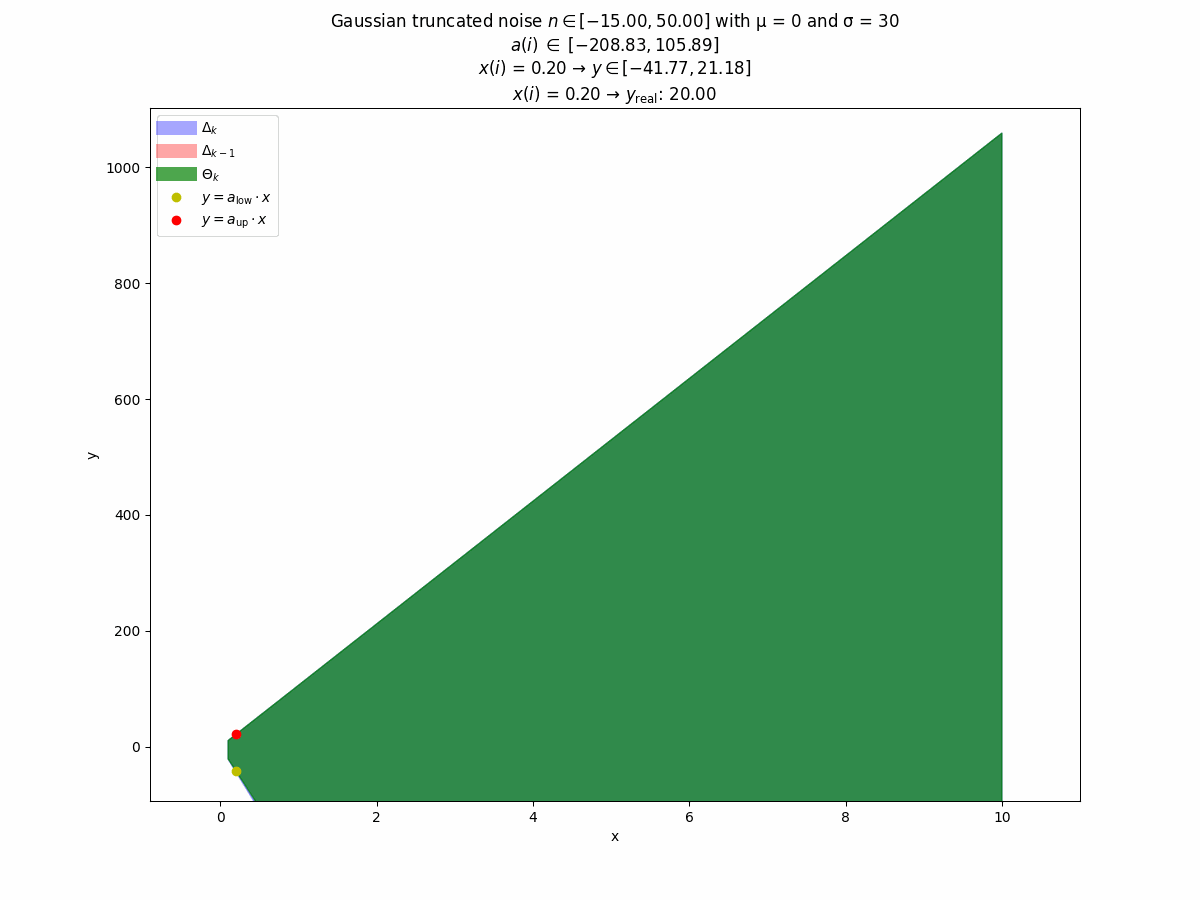 Gaussian truncated noise n ∈ [−15.00, 50.00] with μ = 0 and σ = 30
a(i) ∈ [−208.83, 105.89]
x(i) = 0.20 → y ∈ [−41.77, 21.18]
x(i) = 0.20 → y_real: 20.00
Δ_k
Δ_{k−1}
Θ_k
y = a_low · x
y = a_up · x
1000
800
600
400
200
0
y
0 2 4 6 8 10
x